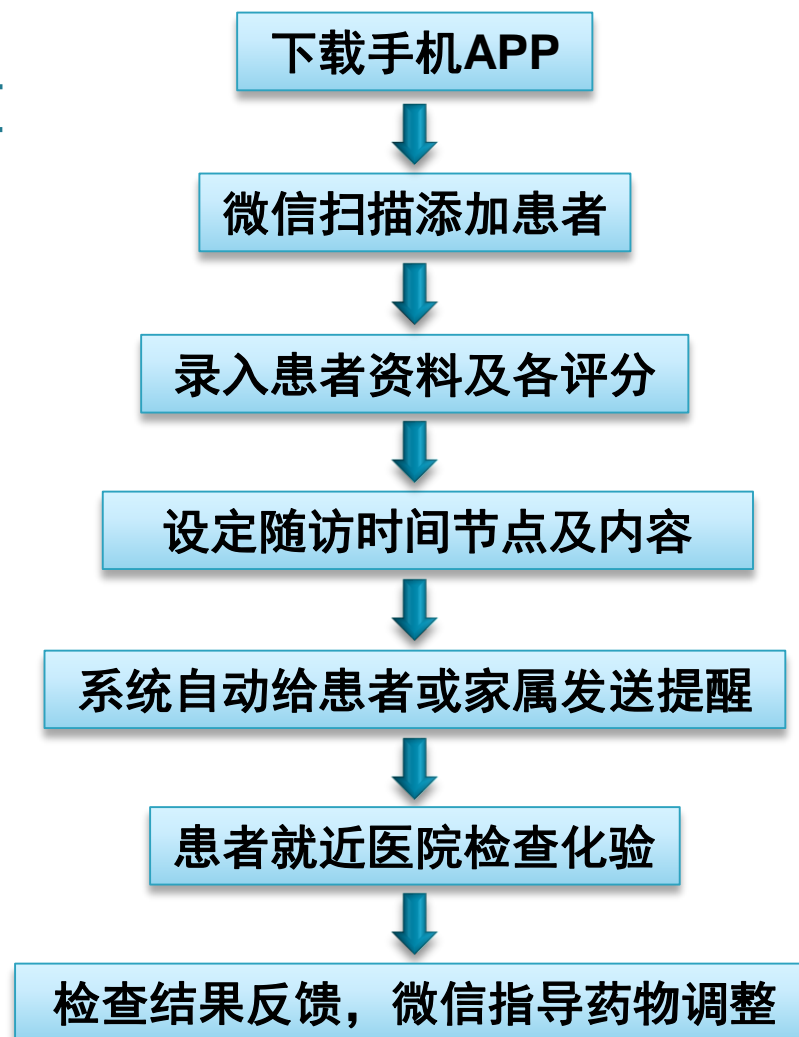 下载手机APP
微信扫描添加患者
录入患者资料及各评分
设定随访时间节点及内容
系统自动给患者或家属发送提醒
患者就近医院检查化验
检查结果反馈，微信指导药物调整